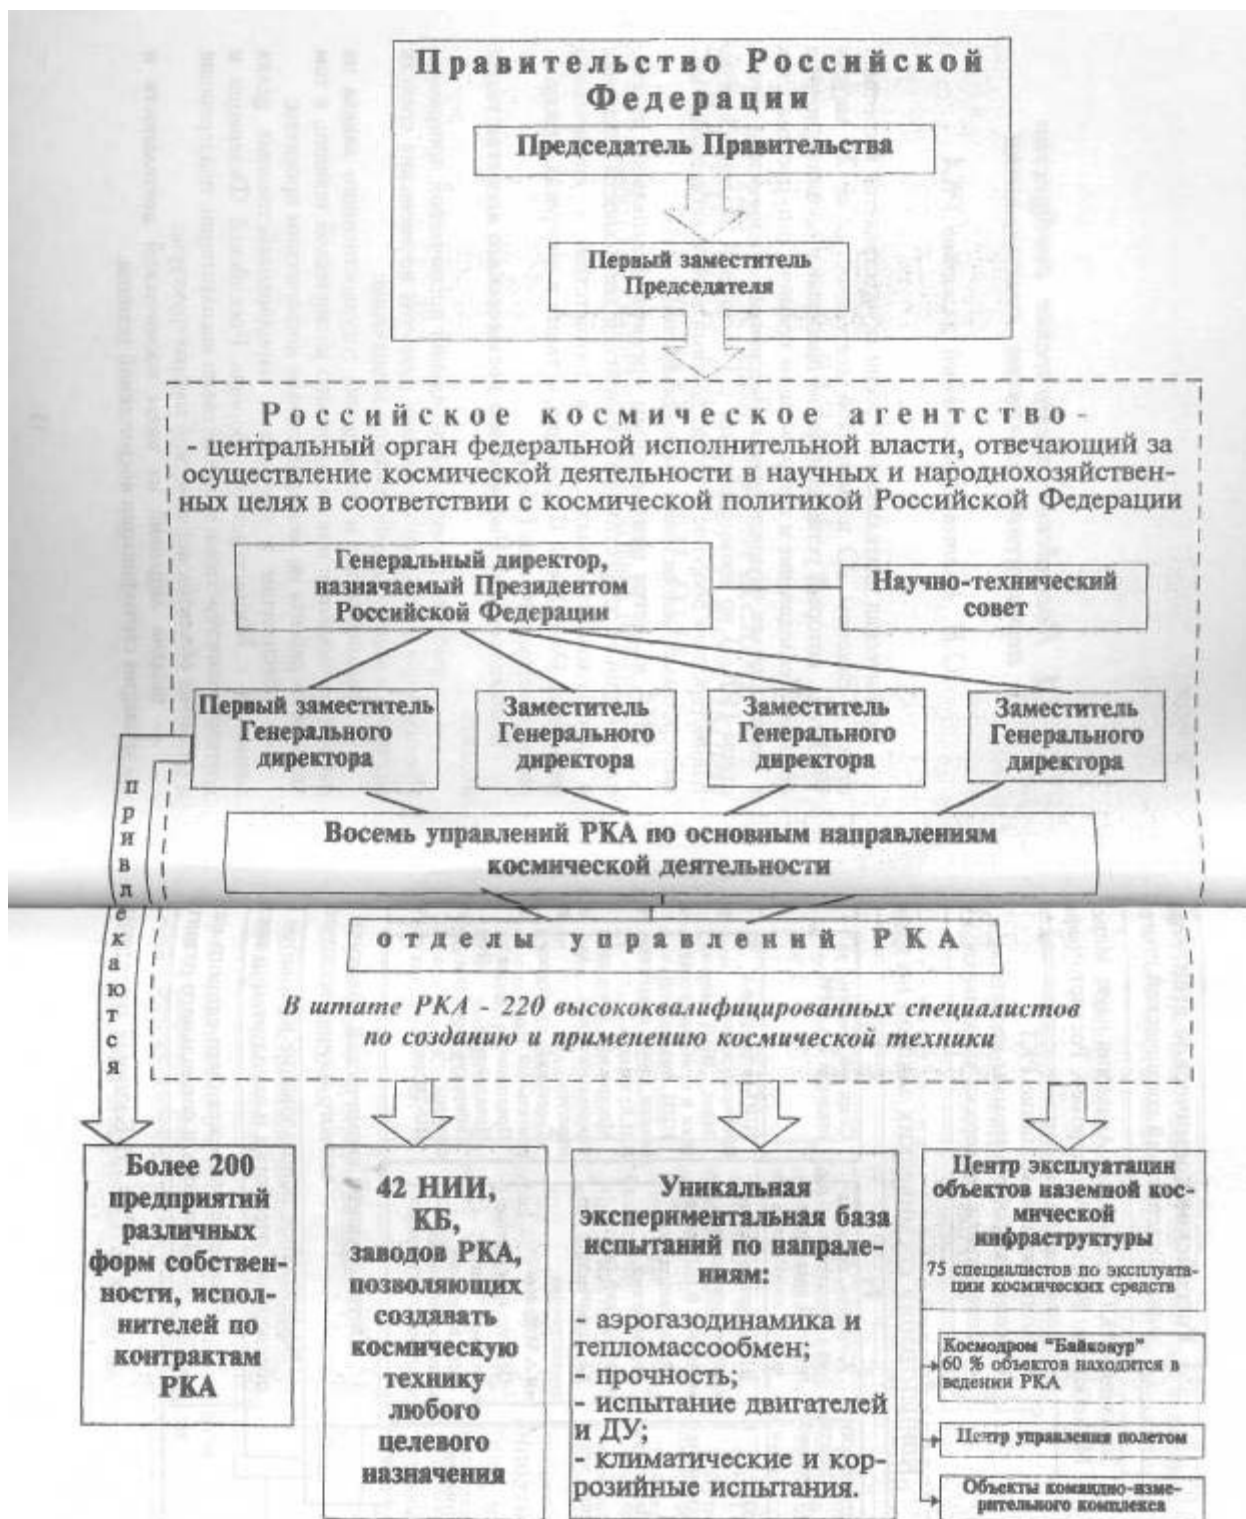 Правительство Российской
Федерации
Председатель Правительства
Первый заместитель
Председателя
Российское космическое агентство -
- центральный орган федеральной исполнительной власти, отвечающий за
осуществление космической деятельности в научных и народнохозяйствен-
ных целях в соответствии с космической политикой Российской Федерации
Генеральный директор,
назначаемый Президентом
Российской Федерации
Научно-технический
совет
Первый заместитель
Генерального
директора
Заместитель
Генерального
директора
Заместитель
Генерального
директора
Заместитель
Генерального
директора
привлекаются
Восемь управлений РКА по основным направлениям
космической деятельности
отделы управлений РКА
В штате РКА - 220 высококвалифицированных специалистов
по созданию и применению космической техники
Более 200
предприятий
различных
форм собствен-
ности, испол-
нителей по
контрактам
РКА
42 НИИ,
КБ,
заводов РКА,
позволяющих
создавать
космическую
технику
любого
целевого
назначения
Уникальная
экспериментальная база
испытаний по напрале-
ниям:
- аэрогазодинамика и
тепломассообмен;
- прочность;
- испытание двигателей
и ДУ;
- климатические и кор-
розийные испытания.
Центр эксплуатации
объектов наземной кос-
мической
инфраструктуры
75 специалистов по эксплуата-
ции космических средств
Космодром "Байконур"
60 % объектов находится в
ведении РКА
Центр управления полетом
Объекты командно-изме-
рительного комплекса